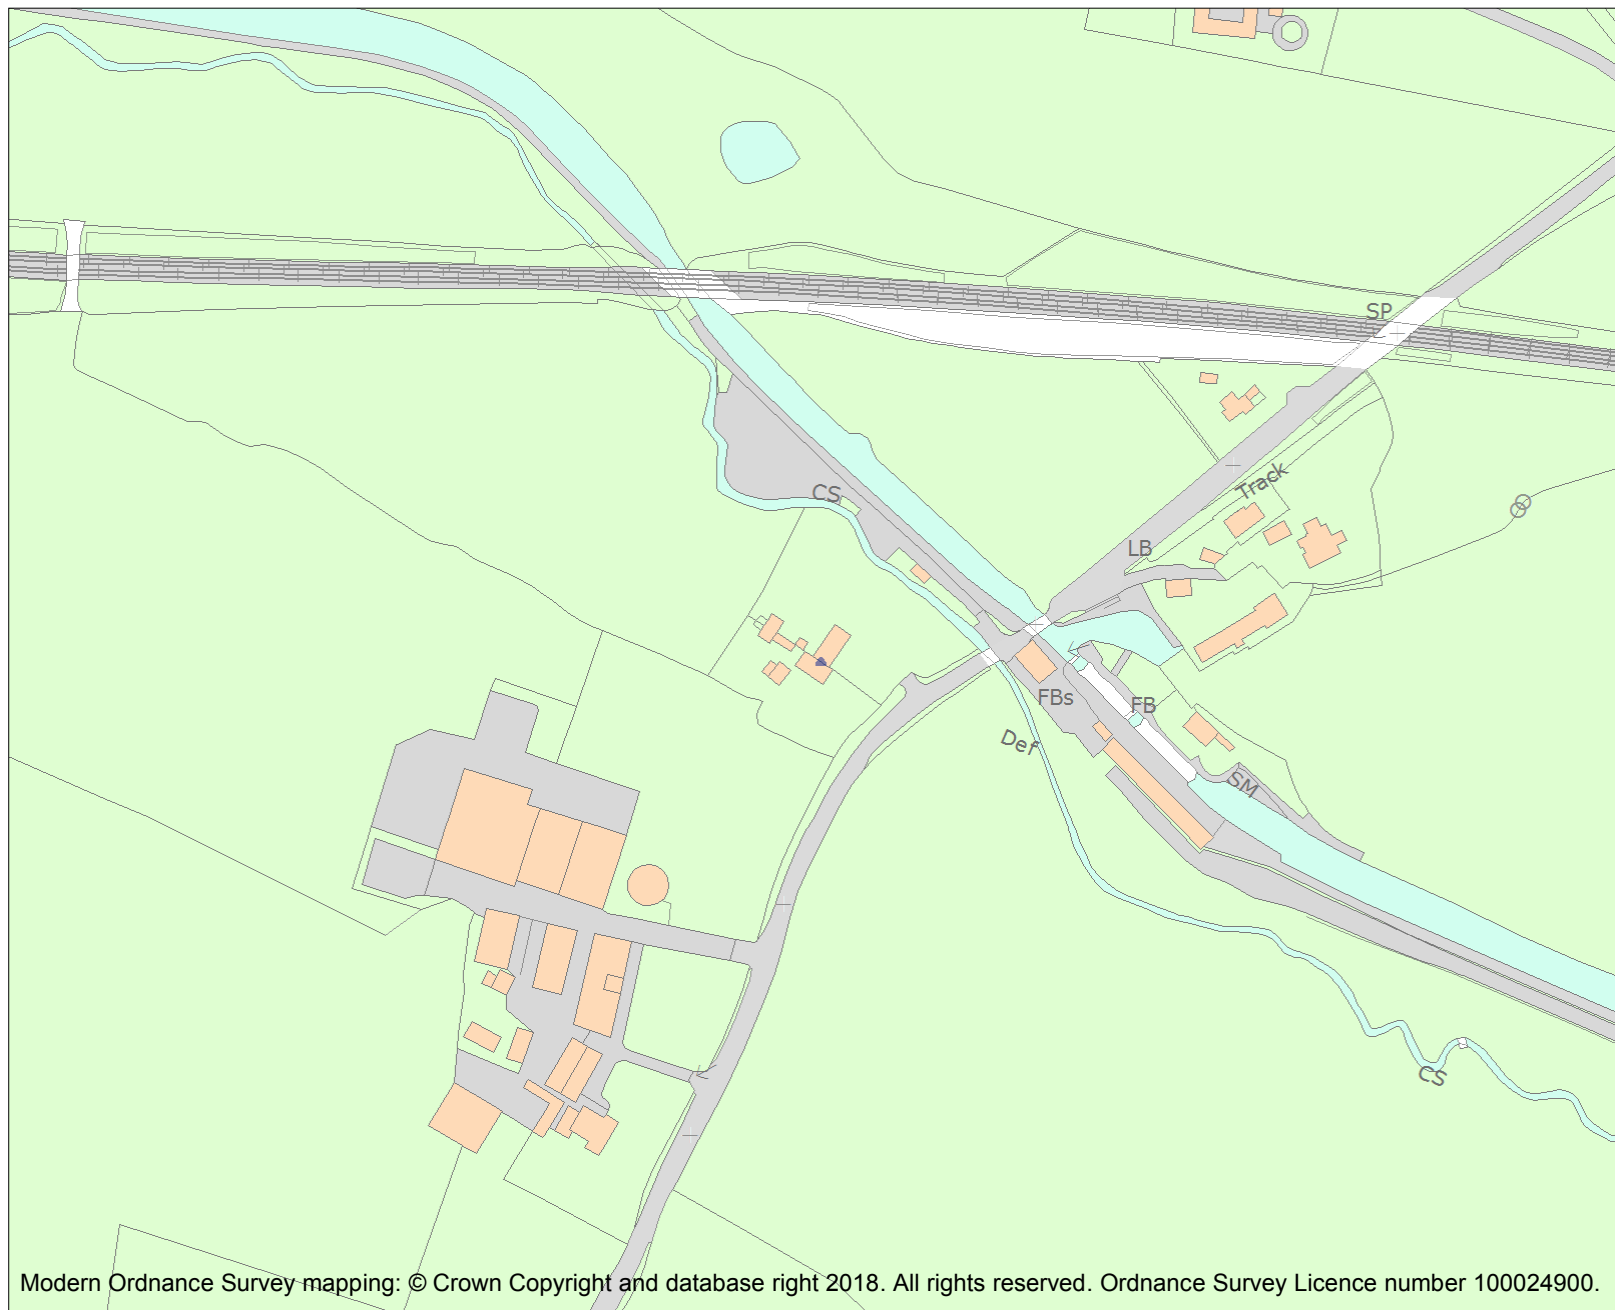 SP
Track
CS
LB
FBs
FB
Def
SM
CS
Modern Ordnance Survey mapping: © Crown Copyright and database right 2018. All rights reserved. Ordnance Survey Licence number 100024900.